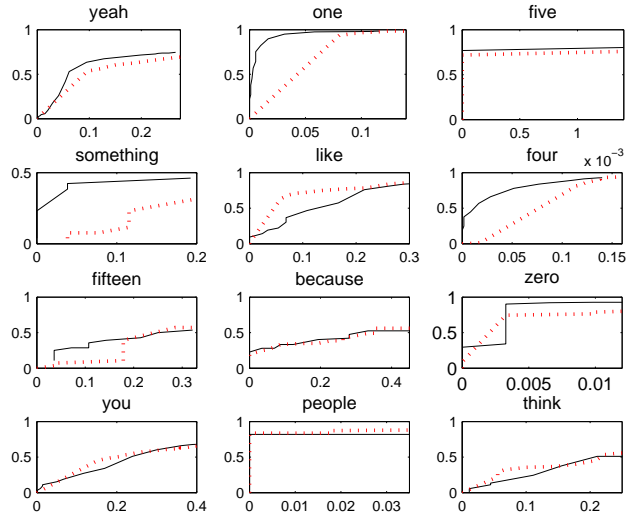 yeah one five
1 1 1
0.5 0.5 0.5
0 0 0
0 0.1 0.2 0 0.05 0.1 0 0.5 1
x 10⁻³
something like four
0.5 1 1
0.5 0.5
0 0 0
0 0.1 0.2 0 0.1 0.2 0.3 0 0.05 0.1 0.15
fifteen because zero
1 1 1
0.5 0.5 0.5
0 0 0
0 0.1 0.2 0.3 0 0.2 0.4 0 0.005 0.01
you people think
1 1 1
0.5 0.5 0.5
0 0 0
0 0.2 0.4 0 0.01 0.02 0.03 0 0.1 0.2